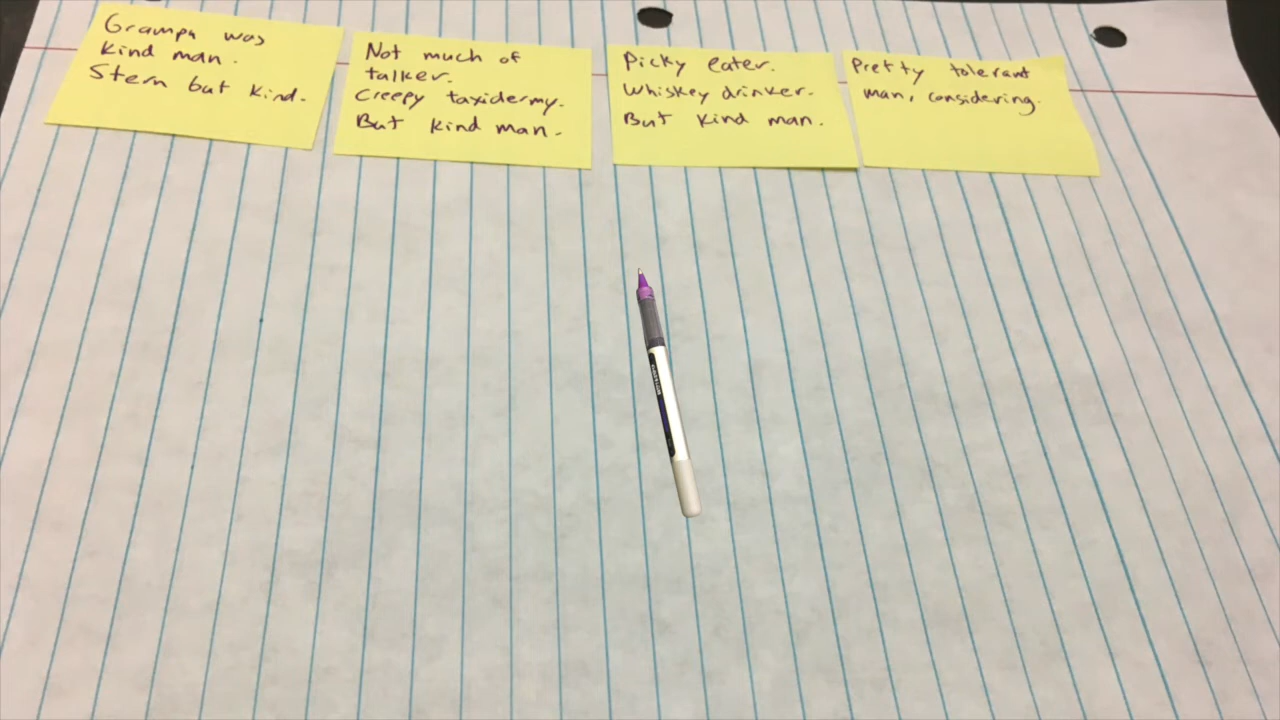 Grampa was
kind man.
Stern but kind.
Not much of
talker.
Creepy taxidermy.
But kind man.
Picky eater.
Whiskey drinker.
But kind man.
Pretty tolerant
man, considering.